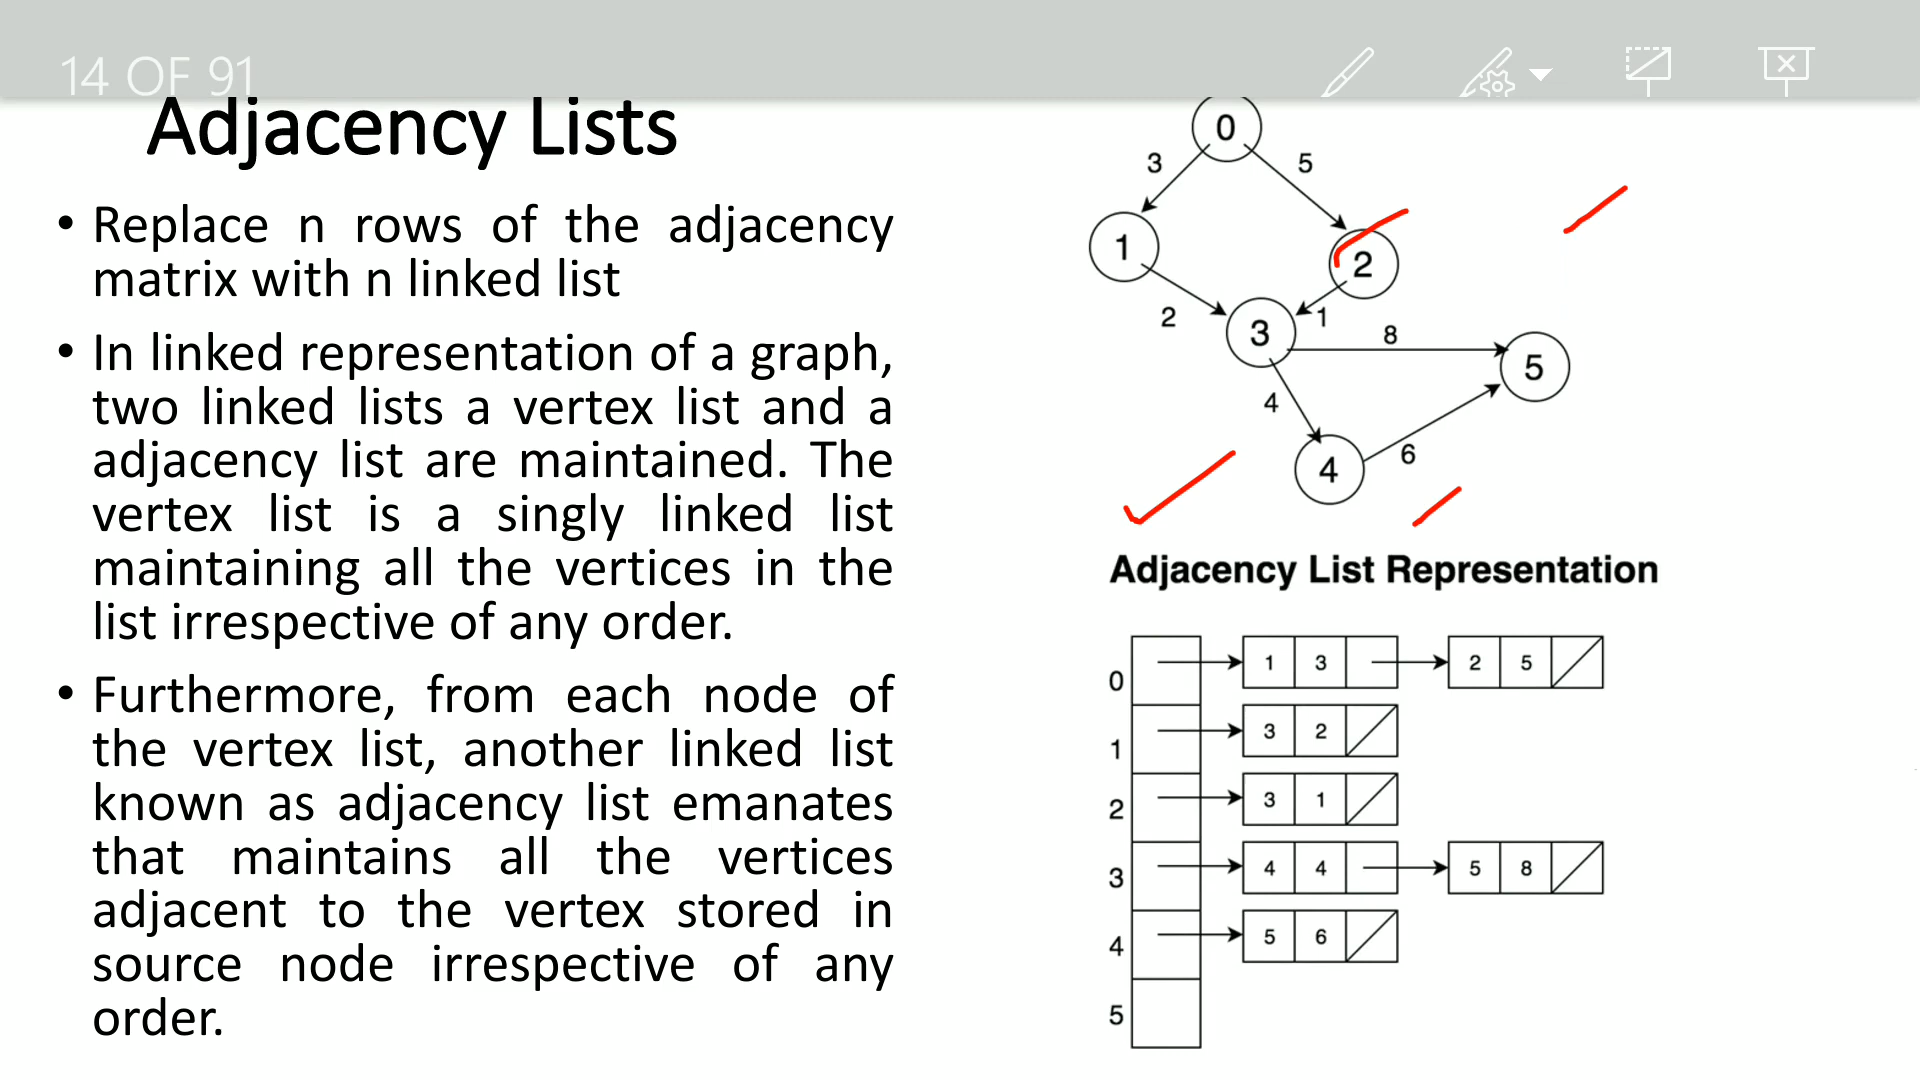 14 OF 91
Adjacency Lists
• Replace n rows of the adjacency
matrix with n linked list
• In linked representation of a graph,
two linked lists a vertex list and a
adjacency list are maintained. The
vertex list is a singly linked list
maintaining all the vertices in the
list irrespective of any order.
• Furthermore, from each node of
the vertex list, another linked list
known as adjacency list emanates
that maintains all the vertices
adjacent to the vertex stored in
source node irrespective of any
order.
0
3 5
1
2
2 3 1 8
5
4
4 6
Adjacency List Representation
0 1 3 2 5
1 3 2
2 3 1
3 4 4 5 8
4 5 6
5